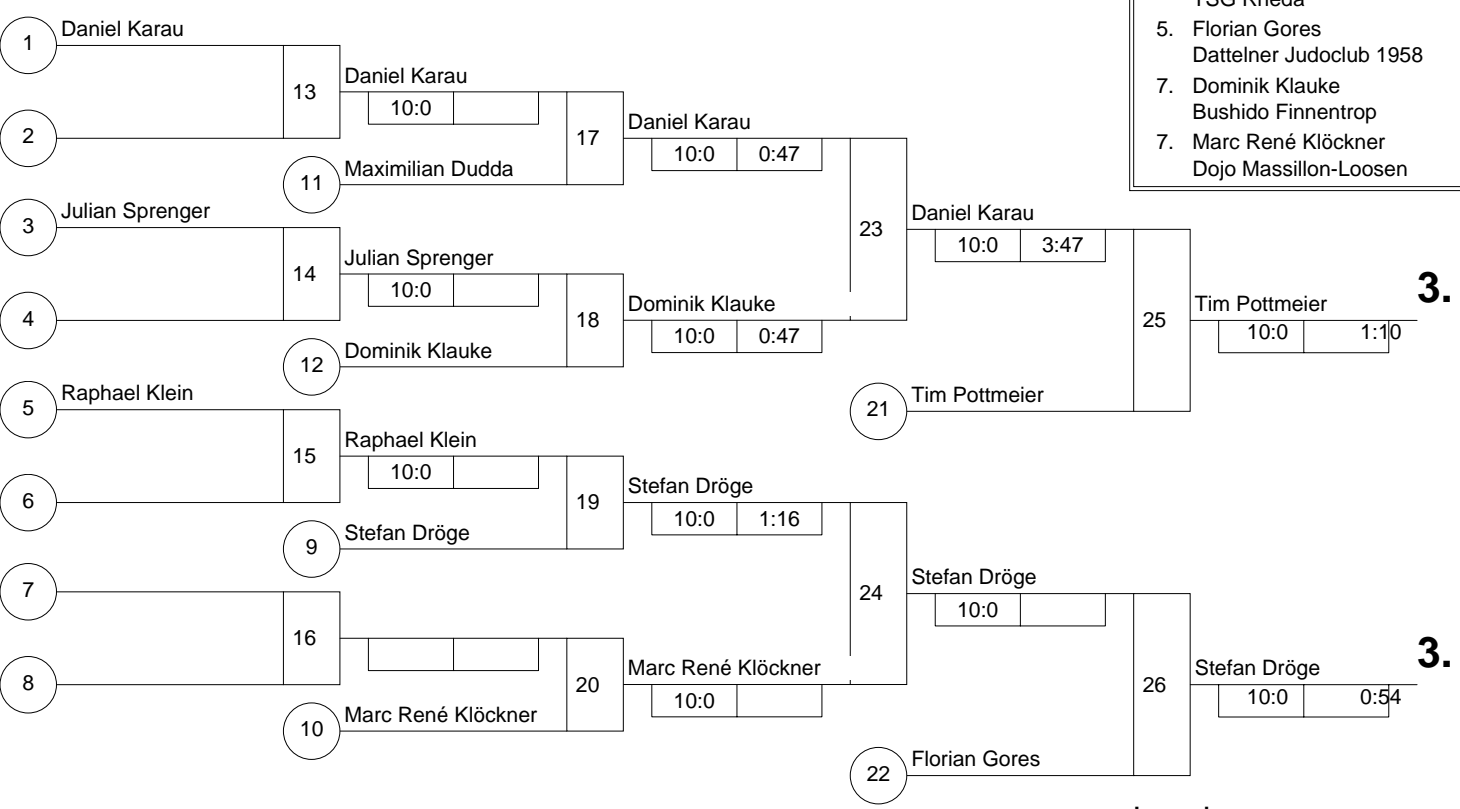 TSG Rheda
5. Florian Gores
Dattelner Judoclub 1958
7. Dominik Klauke
Bushido Finnentrop
7. Marc René Klöckner
Dojo Massillon-Loosen
1 Daniel Karau
2
13
Daniel Karau
10:0
11 Maximilian Dudda
17
Daniel Karau
10:0 0:47
3 Julian Sprenger
4
14
Julian Sprenger
10:0
12 Dominik Klauke
18
Dominik Klauke
10:0 0:47
23
Daniel Karau
10:0 3:47
21 Tim Pottmeier
25
Tim Pottmeier
10:0 1:10
3.
5 Raphael Klein
6
15
Raphael Klein
10:0
9 Stefan Dröge
19
Stefan Dröge
10:0 1:16
7
8
16
10 Marc René Klöckner
20
Marc René Klöckner
10:0
24
Stefan Dröge
10:0
22 Florian Gores
26
Stefan Dröge
10:0 0:54
3.